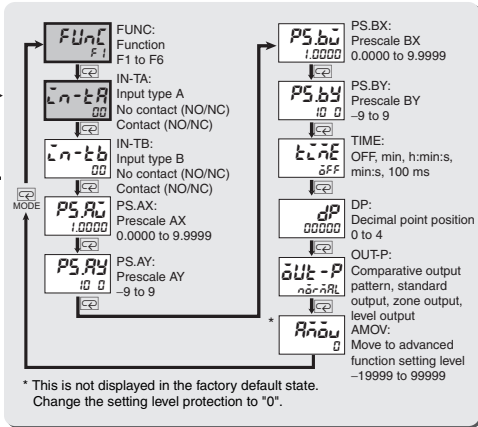 FUnC
F1
FUNC:
Function
F1 to F6
in-tA
00
IN-TA:
Input type A
No contact (NO/NC)
Contact (NO/NC)
in-tb
00
IN-TB:
Input type B
No contact (NO/NC)
Contact (NO/NC)
MODE
PS.AX
1.0000
PS.AX:
Prescale AX
0.0000 to 9.9999
PS.AY
10 0
PS.AY:
Prescale AY
−9 to 9
PS.bX
1.0000
PS.BX:
Prescale BX
0.0000 to 9.9999
PS.bY
10 0
PS.BY:
Prescale BY
−9 to 9
tiME
oFF
TIME:
OFF, min, h:min:s,
min:s, 100 ms
dP
00000
DP:
Decimal point position
0 to 4
oUt-P
noRMAL
OUT-P:
Comparative output
pattern, standard
output, zone output,
level output
*
AMoV
0
AMOV:
Move to advanced
function setting level
−19999 to 99999
* This is not displayed in the factory default state.
Change the setting level protection to "0".